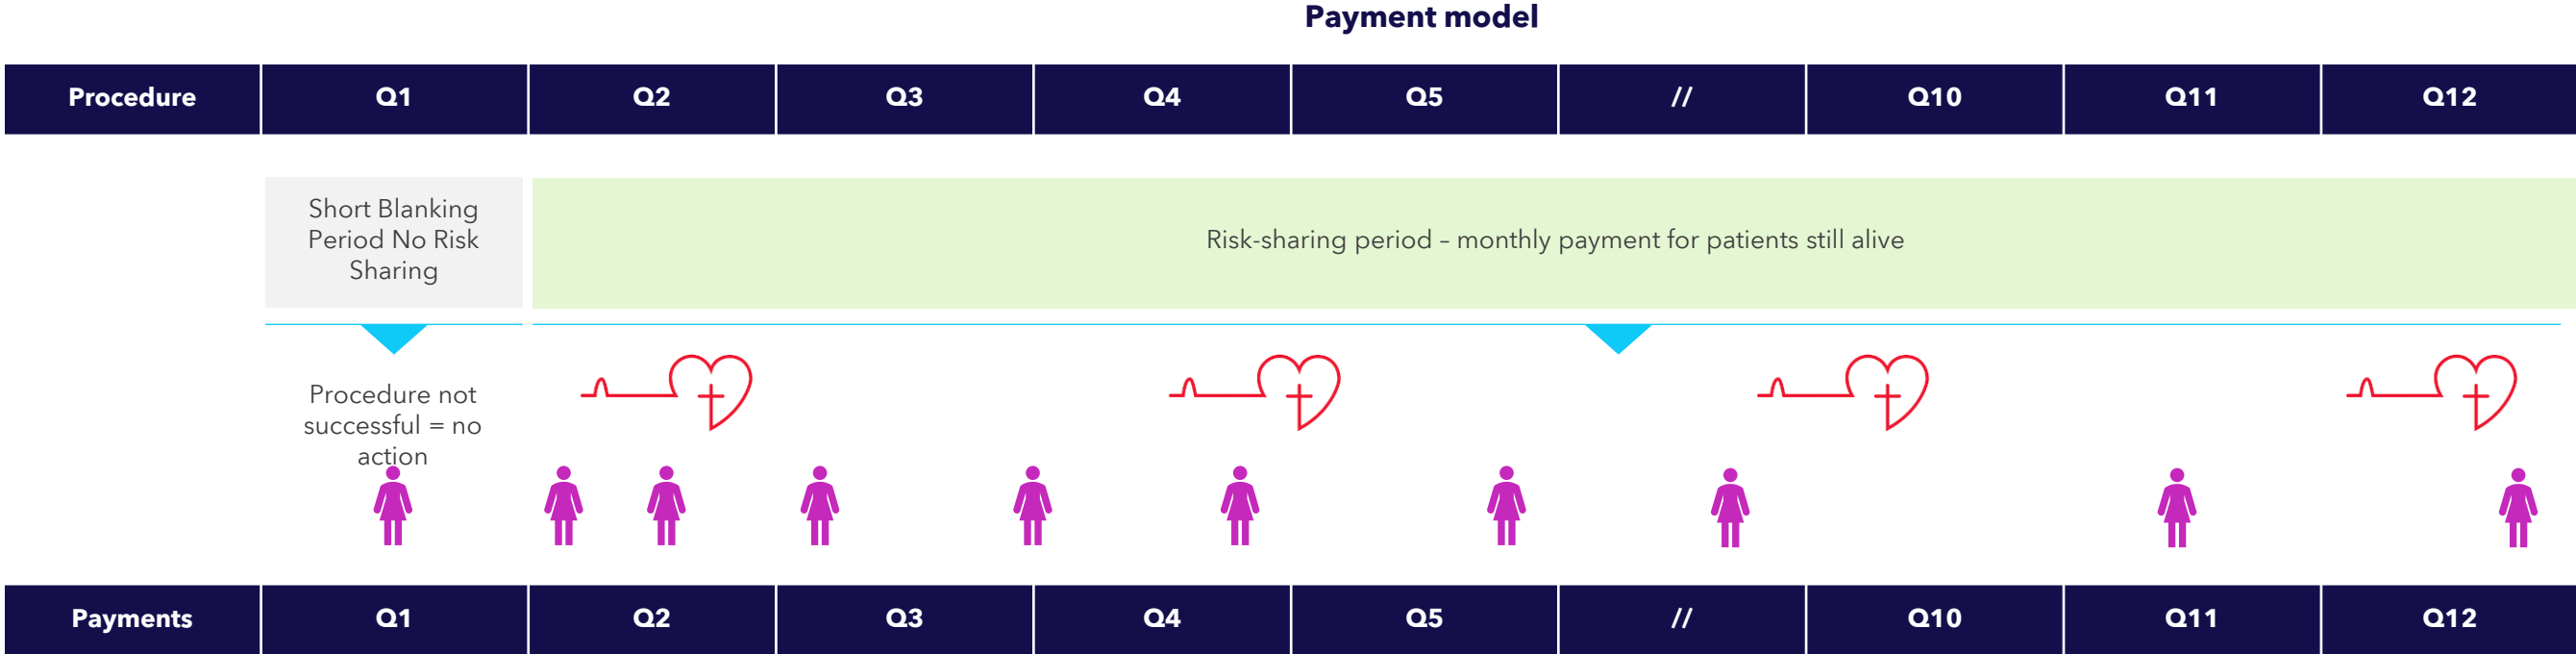 Payment model
Procedure Q1 Q2 Q3 Q4 Q5 // Q10 Q11 Q12
Short Blanking
Period No Risk
Sharing
Risk-sharing period – monthly payment for patients still alive
Procedure not
successful = no
action
Payments Q1 Q2 Q3 Q4 Q5 // Q10 Q11 Q12